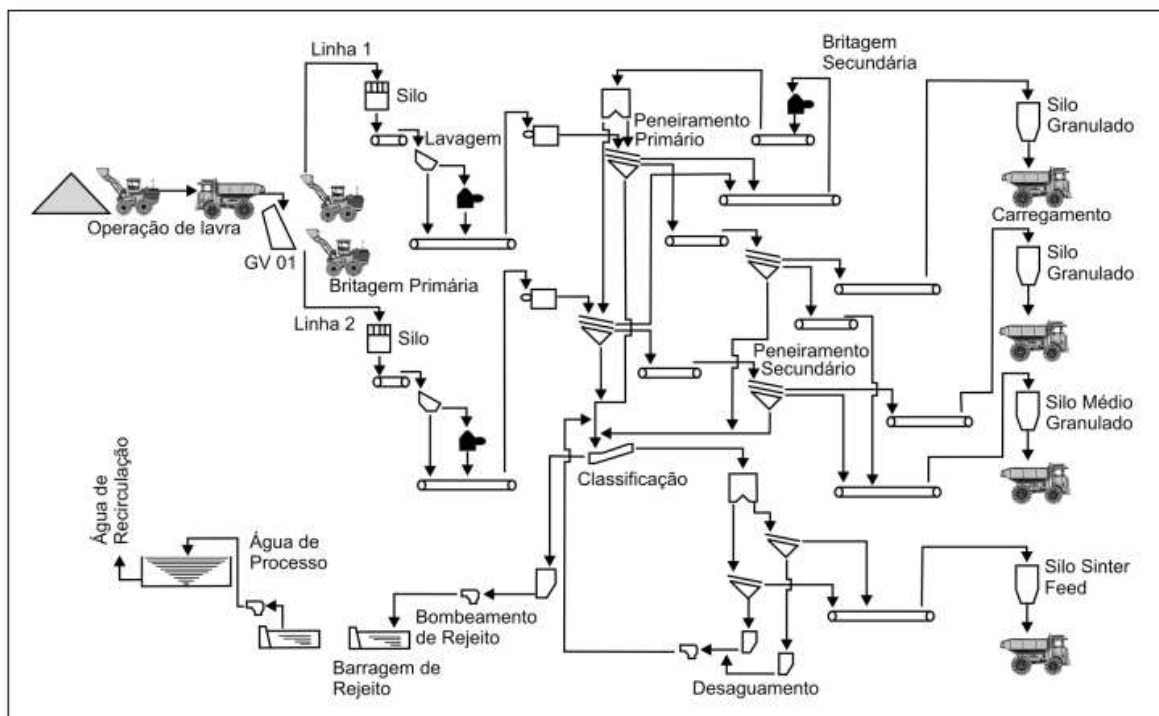 Linha 1
Silo
Lavagem
Britagem
Secundária
Peneiramento
Primário
Silo
Granulado
Carregamento
Operação de lavra
GV 01
Britagem Primária
Silo
Granulado
Linha 2
Silo
Peneiramento
Secundário
Silo Médio
Granulado
Classificação
Água de
Recirculação
Água de
Processo
Silo Sinter
Feed
Bombeamento
de Rejeito
Barragem de
Rejeito
Desaguamento